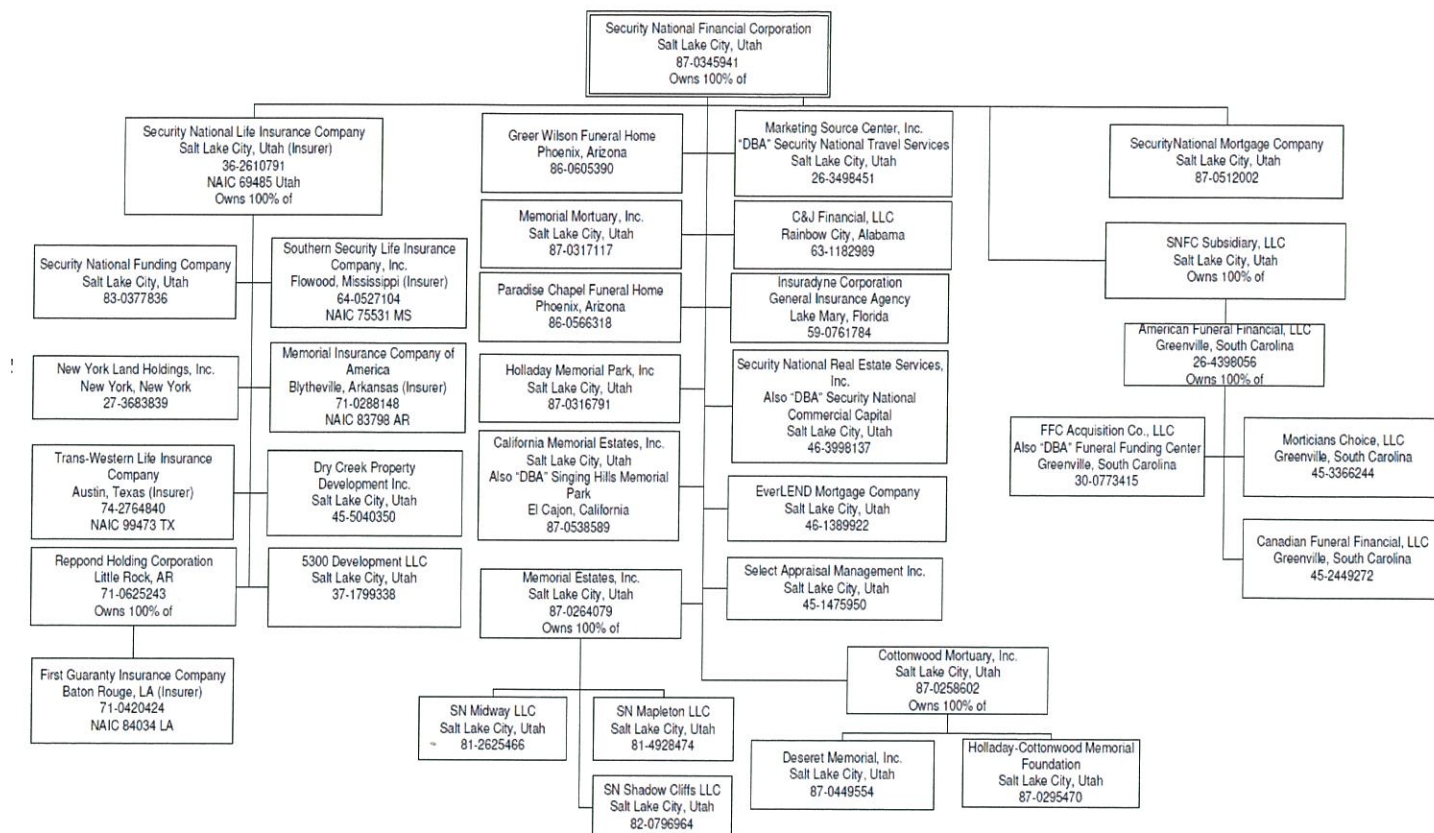 Security National Financial Corporation
Salt Lake City, Utah
87-0345941
Owns 100% of
Security National Life Insurance Company
Salt Lake City, Utah (Insurer)
36-2610791
NAIC 69485 Utah
Owns 100% of
Security National Funding Company
Salt Lake City, Utah
83-0377836
Southern Security Life Insurance
Company, Inc.
Flowood, Mississippi (Insurer)
64-0527104
NAIC 75531 MS
New York Land Holdings, Inc.
New York, New York
27-3683839
Memorial Insurance Company of
America
Blytheville, Arkansas (Insurer)
71-0288148
NAIC 83798 AR
Trans-Western Life Insurance
Company
Austin, Texas (Insurer)
74-2764840
NAIC 99473 TX
Dry Creek Property
Development Inc.
Salt Lake City, Utah
45-5040350
Reppond Holding Corporation
Little Rock, AR
71-0625243
Owns 100% of
5300 Development LLC
Salt Lake City, Utah
37-1799338
First Guaranty Insurance Company
Baton Rouge, LA (Insurer)
71-0420424
NAIC 84034 LA
Greer Wilson Funeral Home
Phoenix, Arizona
86-0605390
Marketing Source Center, Inc.
"DBA" Security National Travel Services
Salt Lake City, Utah
26-3498451
Memorial Mortuary, Inc.
Salt Lake City, Utah
87-0317117
C&J Financial, LLC
Rainbow City, Alabama
63-1182989
Paradise Chapel Funeral Home
Phoenix, Arizona
86-0566318
Insuradyne Corporation
General Insurance Agency
Lake Mary, Florida
59-0761784
Holladay Memorial Park, Inc
Salt Lake City, Utah
87-0316791
Security National Real Estate Services,
Inc.
Also "DBA" Security National
Commercial Capital
Salt Lake City, Utah
46-3998137
California Memorial Estates, Inc.
Salt Lake City, Utah
Also "DBA" Singing Hills Memorial
Park
El Cajon, California
87-0538589
EverLEND Mortgage Company
Salt Lake City, Utah
46-1389922
Memorial Estates, Inc.
Salt Lake City, Utah
87-0264079
Owns 100% of
Select Appraisal Management Inc.
Salt Lake City, Utah
45-1475950
SN Midway LLC
Salt Lake City, Utah
81-2625466
SN Mapleton LLC
Salt Lake City, Utah
81-4928474
SN Shadow Cliffs LLC
Salt Lake City, Utah
82-0796964
Cottonwood Mortuary, Inc.
Salt Lake City, Utah
87-0258602
Owns 100% of
Deseret Memorial, Inc.
Salt Lake City, Utah
87-0449554
Holladay-Cottonwood Memorial
Foundation
Salt Lake City, Utah
87-0295470
SecurityNational Mortgage Company
Salt Lake City, Utah
87-0512002
SNFC Subsidiary, LLC
Salt Lake City, Utah
Owns 100% of
American Funeral Financial, LLC
Greenville, South Carolina
26-4398056
Owns 100% of
FFC Acquisition Co., LLC
Also "DBA" Funeral Funding Center
Greenville, South Carolina
30-0773415
Morticians Choice, LLC
Greenville, South Carolina
45-3366244
Canadian Funeral Financial, LLC
Greenville, South Carolina
45-2449272